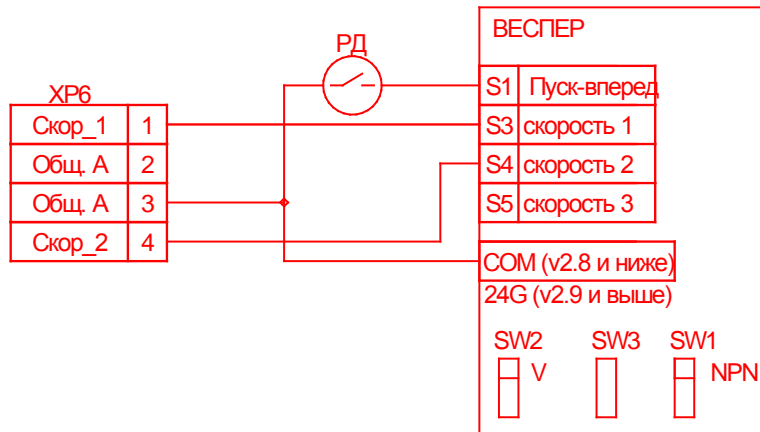 ВЕСПЕР
РД
S1 Пуск-вперед
XP6
Скор_1 1
S3 скорость 1
Общ. А 2
S4 скорость 2
Общ. А 3
S5 скорость 3
Скор_2 4
COM (v2.8 и ниже)
24G (v2.9 и выше)
SW2 SW3 SW1
V NPN